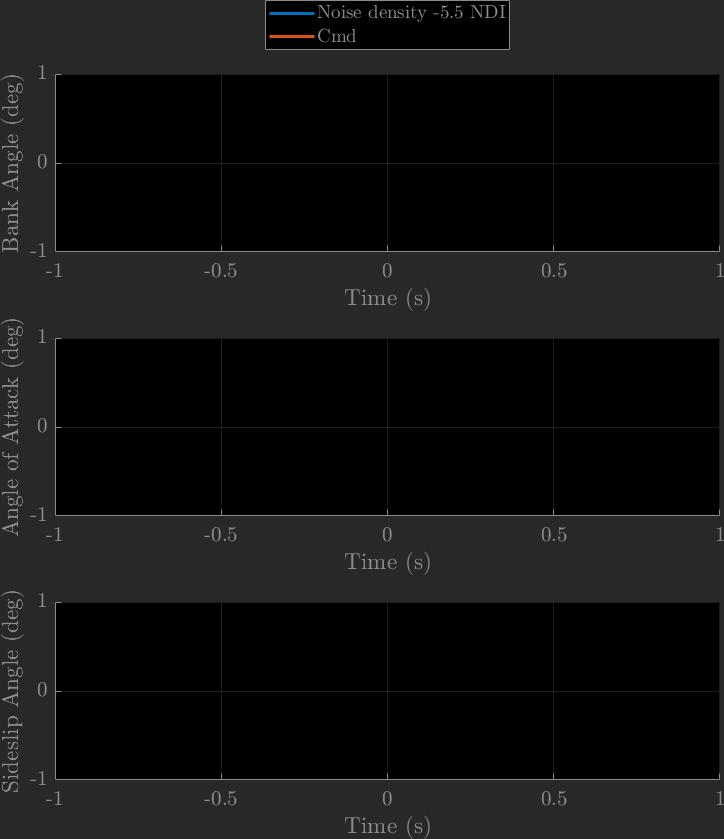 Noise density -5.5 NDI
Cmd
Bank Angle (deg)
1
0
-1
-1 -0.5 0 0.5 1
Time (s)
Angle of Attack (deg)
1
0
-1
-1 -0.5 0 0.5 1
Time (s)
Sideslip Angle (deg)
1
0
-1
-1 -0.5 0 0.5 1
Time (s)